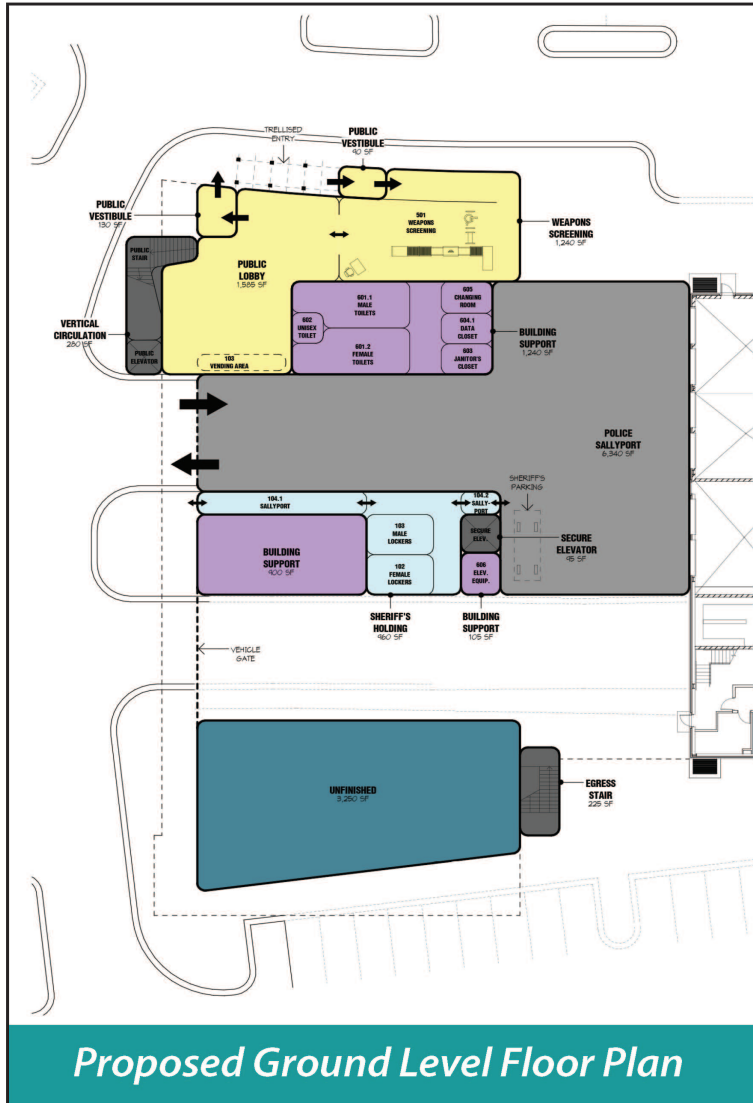 TRELLISED
ENTRY
PUBLIC
VESTIBULE
90 SF
PUBLIC
VESTIBULE
130 SF
501
WEAPONS
SCREENING
WEAPONS
SCREENING
1,240 SF
PUBLIC
STAIR
PUBLIC
LOBBY
1,585 SF
601.1
MALE
TOILETS
605
CHANGING
ROOM
602
UNISEX
TOILET
604.1
DATA
CLOSET
VERTICAL
CIRCULATION
280 SF
BUILDING
SUPPORT
1,240 SF
PUBLIC
ELEVATOR
103
VENDING AREA
601.2
FEMALE
TOILETS
603
JANITOR'S
CLOSET
POLICE
SALLYPORT
6,340 SF
SHERIFF'S
PARKING
104.1
SALLYPORT
104.2
SALLY-
PORT
BUILDING
SUPPORT
900 SF
103
MALE
LOCKERS
SECURE
ELEV.
SECURE
ELEVATOR
95 SF
102
FEMALE
LOCKERS
606
ELEV.
EQUIP.
SHERIFF'S
HOLDING
960 SF
BUILDING
SUPPORT
105 SF
VEHICLE
GATE
UNFINISHED
3,250 SF
EGRESS
STAIR
225 SF
Proposed Ground Level Floor Plan